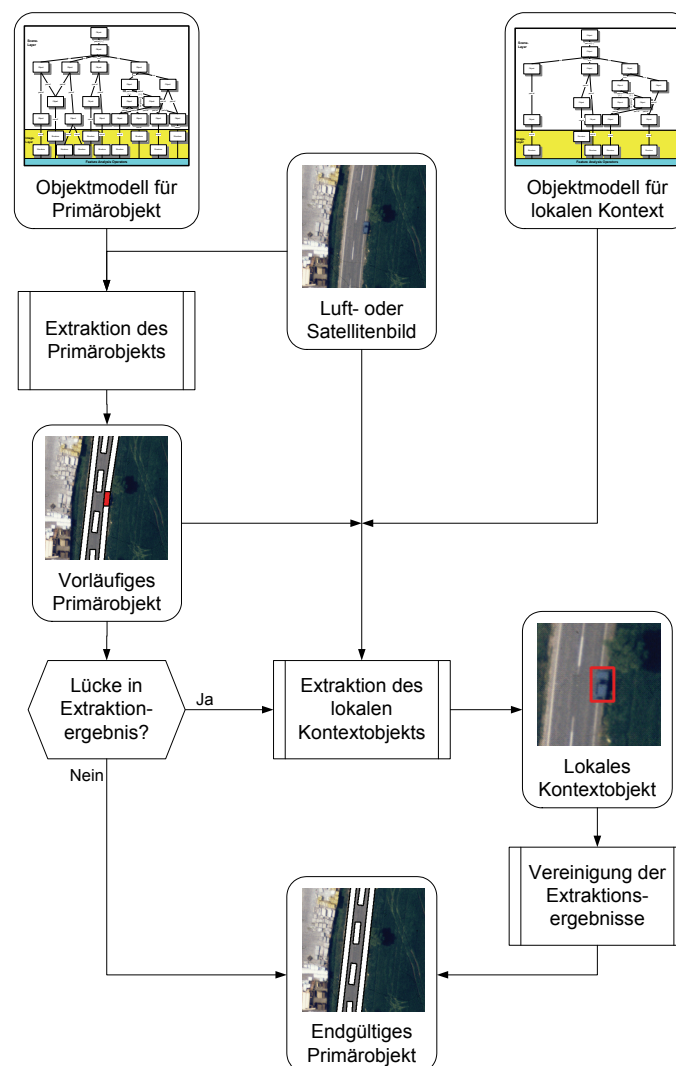 Objektmodell für
Primärobjekt
Objektmodell für
lokalen Kontext
Luft- oder
Satellitenbild
Extraktion des
Primärobjekts
Vorläufiges
Primärobjekt
Lücke in
Extraktion-
ergebnis?
Ja
Nein
Extraktion des
lokalen
Kontextobjekts
Lokales
Kontextobjekt
Vereinigung der
Extraktions-
ergebnisse
Endgültiges
Primärobjekt